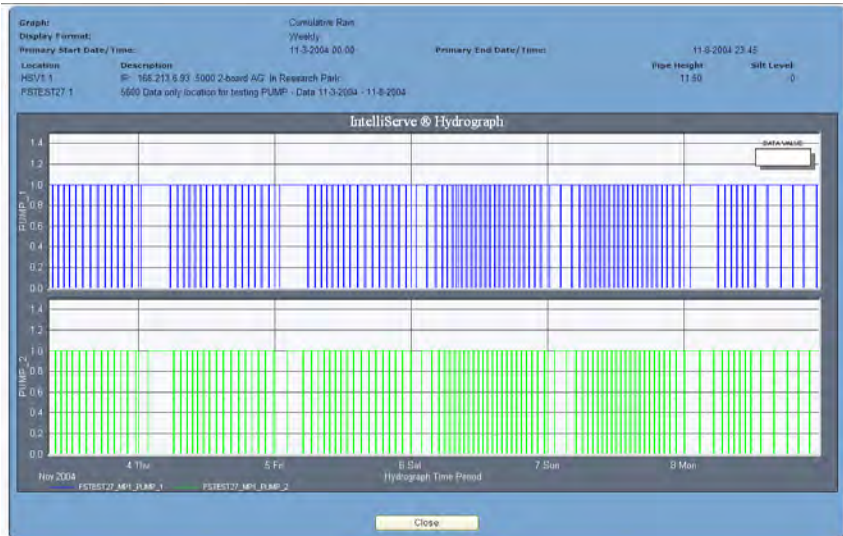 Graph: Cumulative Rain
Display Format: Weekly
Primary Start Date/Time: 11-3-2004 00:00 Primary End Date/Time: 11-8-2004 23:45
Location Description Pipe Height Silt Level
HSV1.1 IP: 166.213.6.93 5000 2-board AG In Research Park 11.50 0
FSTEST27.1 5600 Data only location for testing PUMP - Data 11-3-2004 - 11-8-2004
IntelliServe ® Hydrograph
DATA VALUE
PUMP_1
1.4
1.2
1.0
0.8
0.6
0.4
0.2
0.0
PUMP_2
1.4
1.2
1.0
0.8
0.6
0.4
0.2
0.0
4 Thu 5 Fri 6 Sat 7 Sun 8 Mon
Nov 2004 Hydrograph Time Period
FSTEST27_MP1_PUMP_1 FSTEST27_MP1_PUMP_2
Close